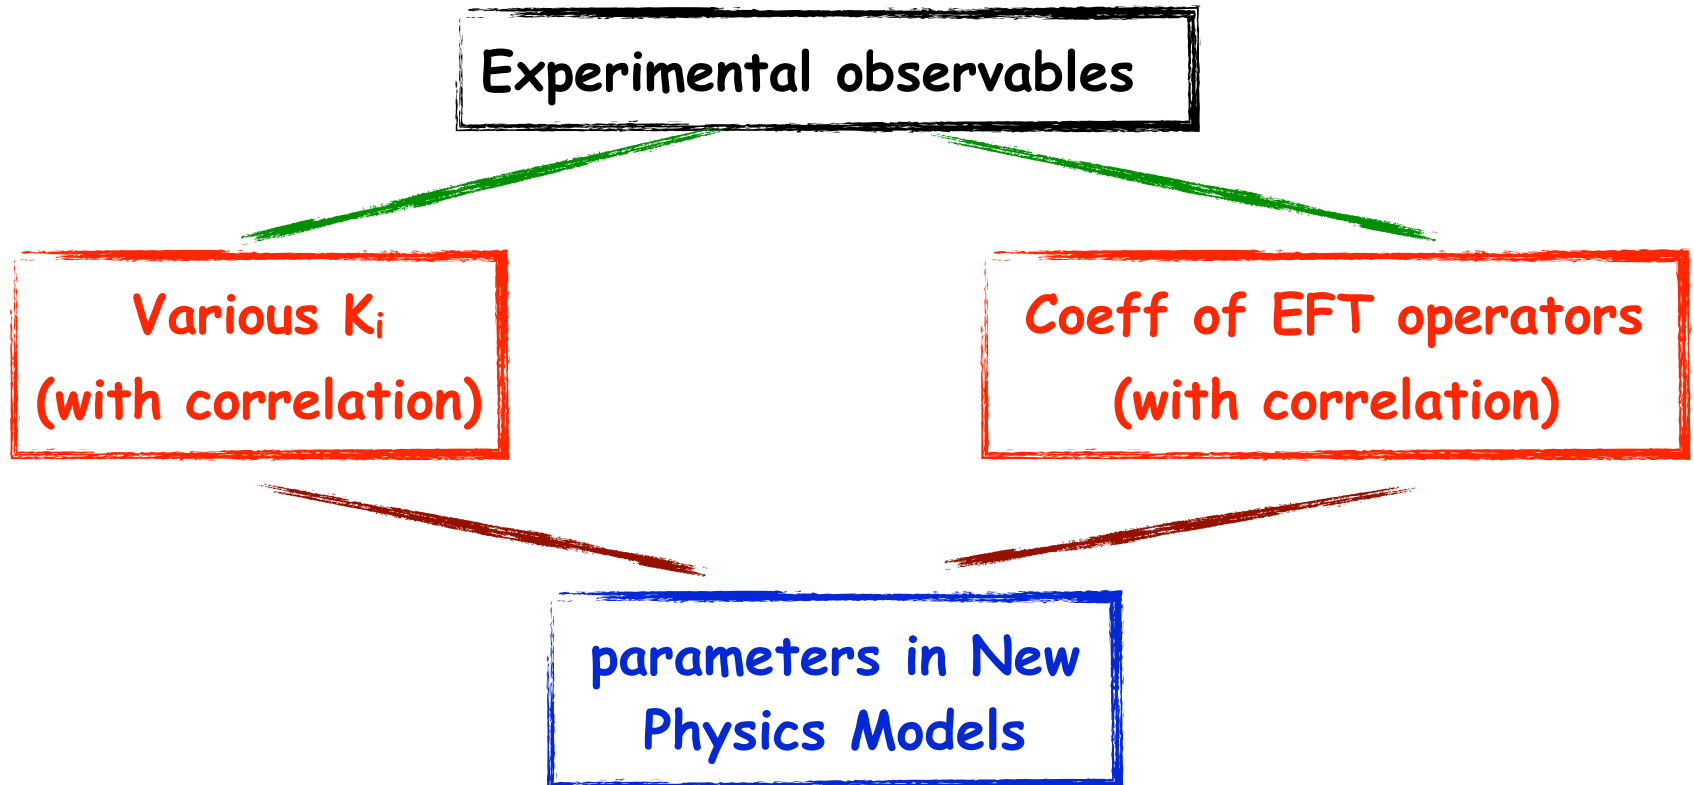 Experimental observables
Various Kᵢ
(with correlation)
Coeff of EFT operators
(with correlation)
parameters in New
Physics Models